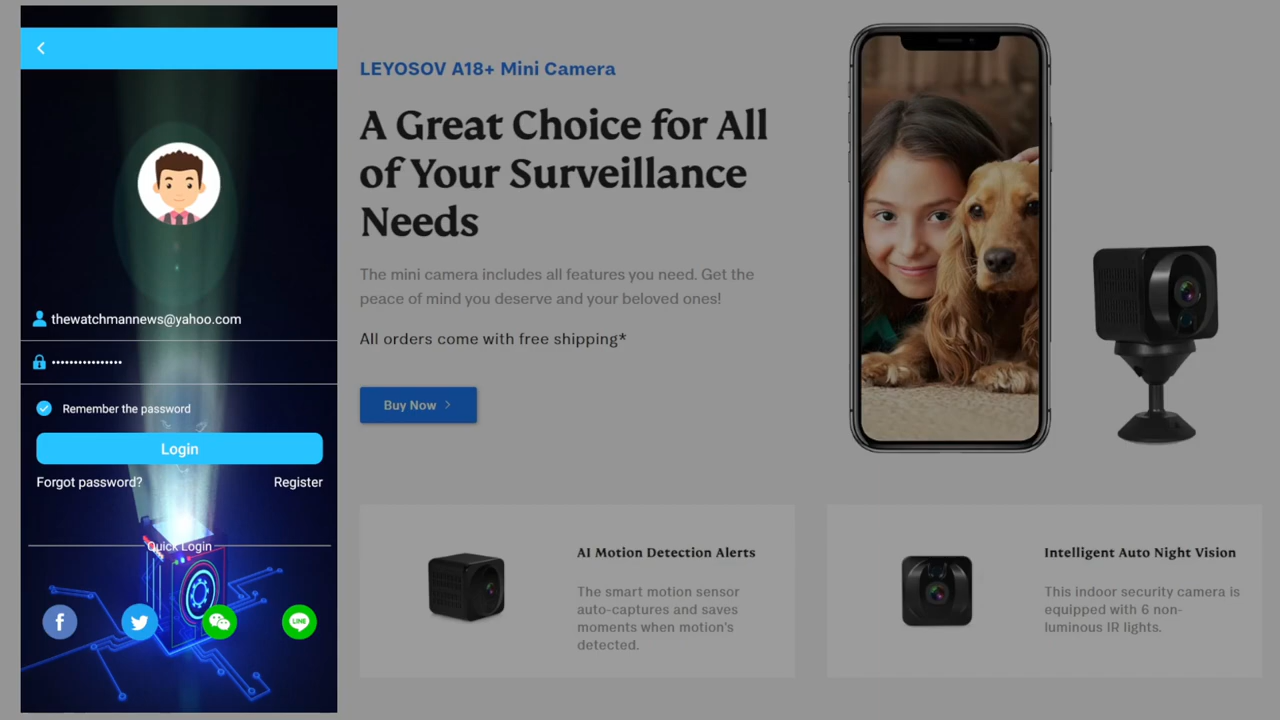 thewatchmannews@yahoo.com
••••••••••••••••
Remember the password
Login
Forgot password?
Register
Quick Login
f
LINE
LEYOSOV A18+ Mini Camera
A Great Choice for All
of Your Surveillance
Needs
The mini camera includes all features you need. Get the
peace of mind you deserve and your beloved ones!
All orders come with free shipping*
Buy Now
AI Motion Detection Alerts
The smart motion sensor
auto-captures and saves
moments when motion's
detected.
Intelligent Auto Night Vision
This indoor security camera is
equipped with 6 non-
luminous IR lights.